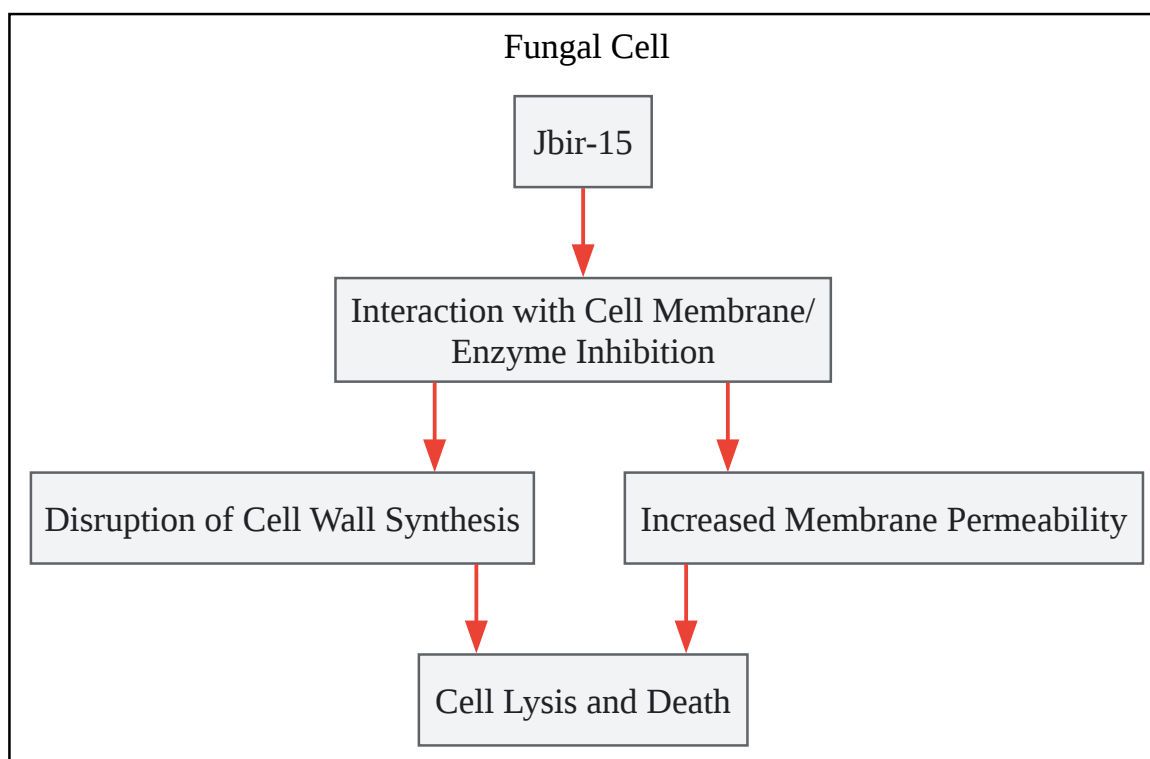 Fungal Cell
Jbir-15
Interaction with Cell Membrane/
Enzyme Inhibition
Disruption of Cell Wall Synthesis
Increased Membrane Permeability
Cell Lysis and Death